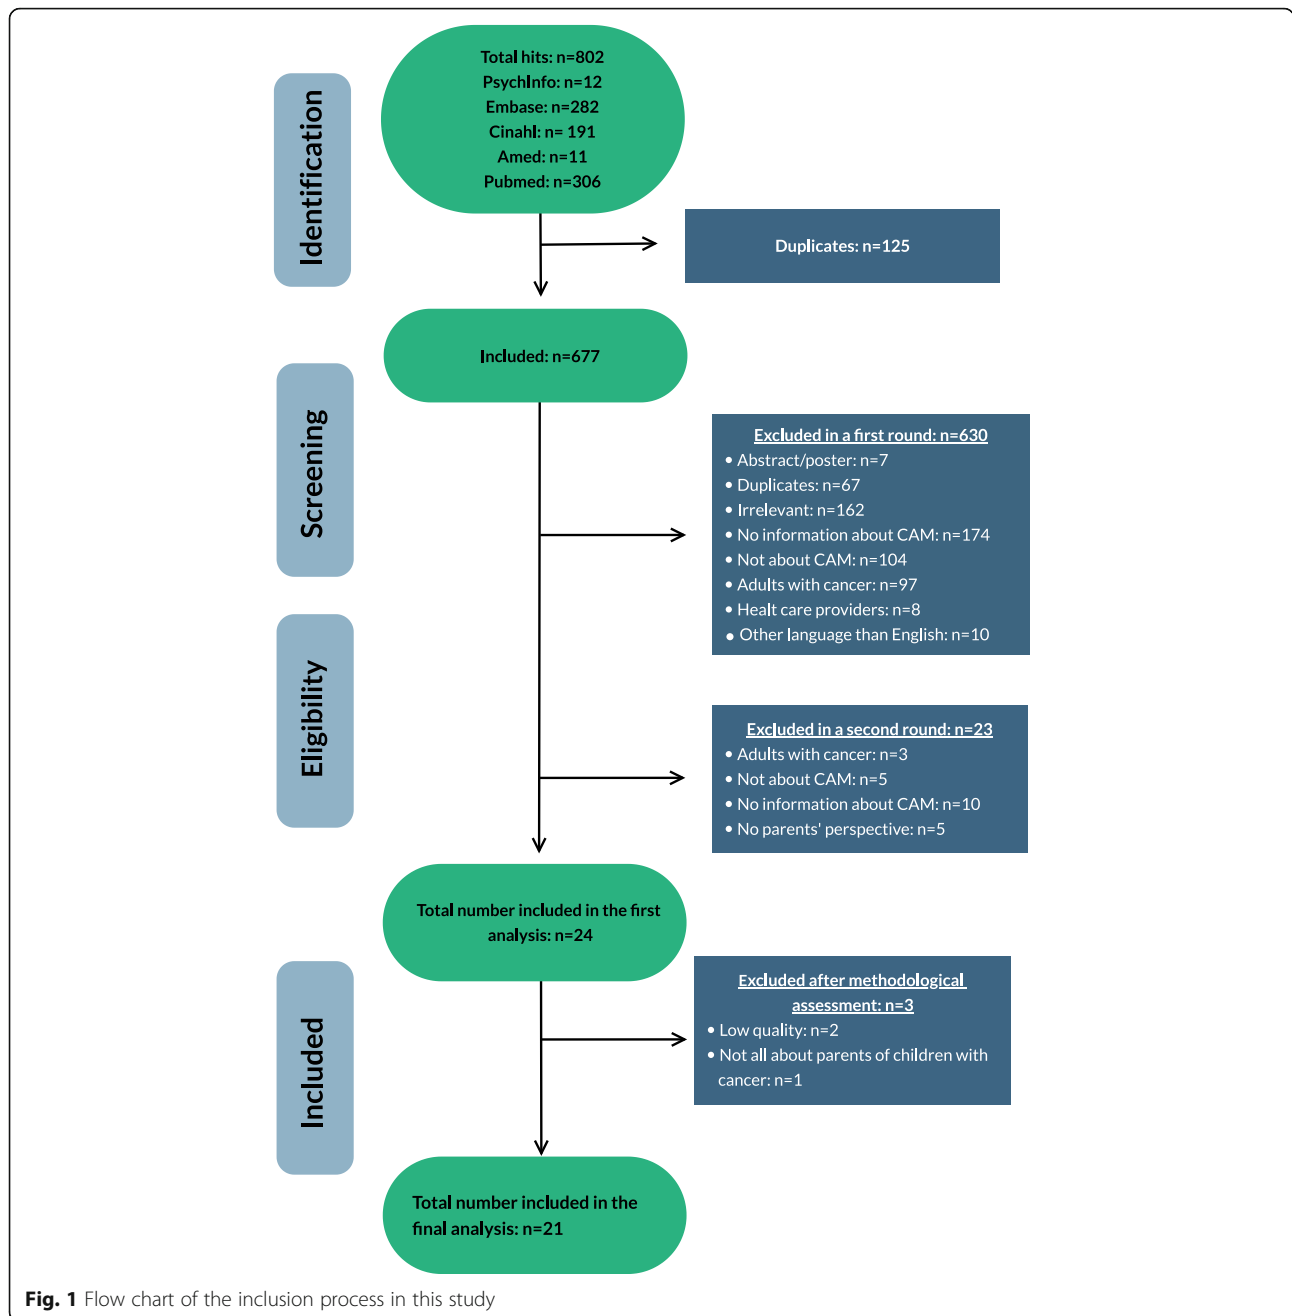 Total hits: n=802
PsychInfo: n=12
Embase: n=282
Cinahl: n= 191
Amed: n=11
Pubmed: n=306
Identification
Duplicates: n=125
Included: n=677
Screening
Excluded in a first round: n=630
• Abstract/poster: n=7
• Duplicates: n=67
• Irrelevant: n=162
• No information about CAM: n=174
• Not about CAM: n=104
• Adults with cancer: n=97
• Healt care providers: n=8
• Other language than English: n=10
Eligibility
Excluded in a second round: n=23
• Adults with cancer: n=3
• Not about CAM: n=5
• No information about CAM: n=10
• No parents' perspective: n=5
Total number included in the first
analysis: n=24
Included
Excluded after methodological
assessment: n=3
• Low quality: n=2
• Not all about parents of children with
cancer: n=1
Total number included in the
final analysis: n=21
Fig. 1 Flow chart of the inclusion process in this study